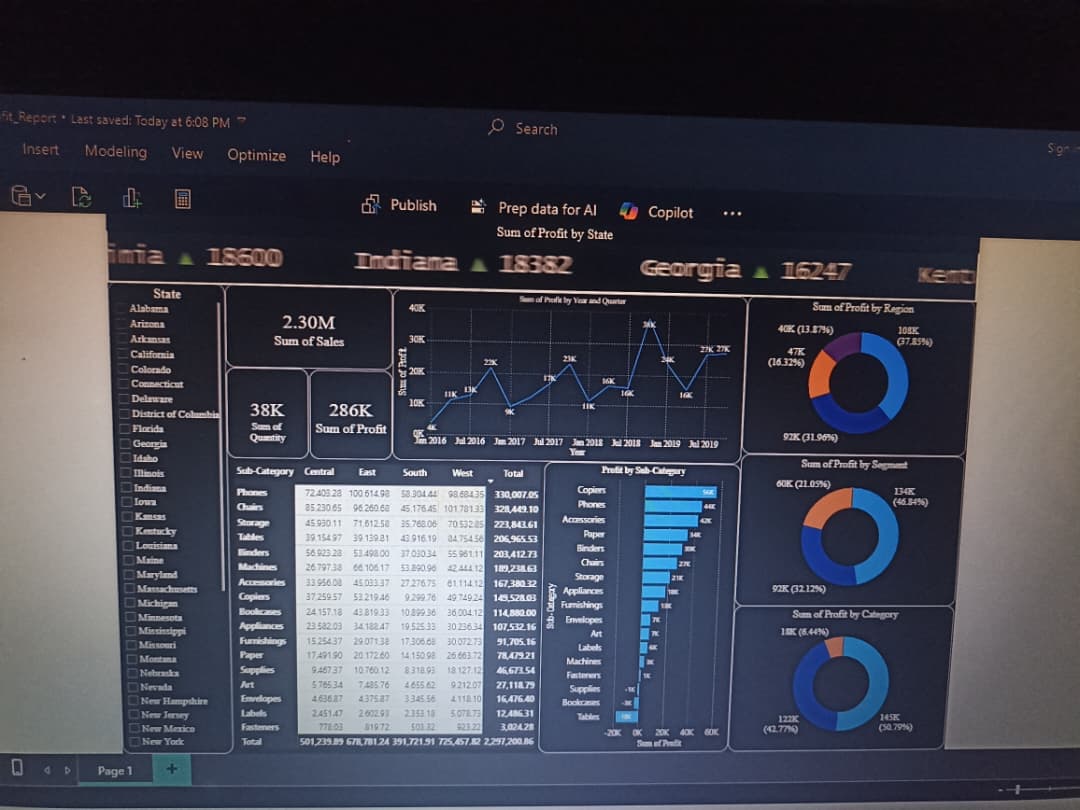 fit_Report • Last saved: Today at 6:08 PM
Search
Insert Modeling View Optimize Help
Publish Prep data for AI Copilot ...
Sum of Profit by State
inia ▲ 18600 Indiana ▲ 18382 Georgia ▲ 16247 Kent
State
Alabama
Arizona
Arkansas
California
Colorado
Connecticut
Delaware
District of Columbia
Florida
Georgia
Idaho
Illinois
Indiana
Iowa
Kansas
Kentucky
Louisiana
Maine
Maryland
Massachusetts
Michigan
Minnesota
Mississippi
Missouri
Montana
Nebraska
Nevada
New Hampshire
New Jersey
New Mexico
New York
2.30M
Sum of Sales
38K
Sum of
Quantity
286K
Sum of Profit
Sum of Profit by Year and Quarter
Sum of Profit
40K
30K
20K
10K
0K
4K 11K 13K 22K 9K 17K 23K 11K 16K 16K 24K 16K 27K 27K
Jan 2016 Jul 2016 Jan 2017 Jul 2017 Jan 2018 Jul 2018 Jan 2019 Jul 2019
Year
Sub-Category Central East South West Total
Phones 72,403.28 100,614.98 58,304.44 98,684.35 330,007.05
Chairs 85,230.65 96,260.68 45,176.45 101,781.33 328,449.10
Storage 45,930.11 71,612.58 35,768.06 70,532.85 223,843.61
Tables 39,154.97 39,139.81 43,916.19 84,754.56 206,965.53
Binders 56,923.28 53,498.00 37,030.34 55,961.11 203,412.73
Machines 26,797.38 66,106.17 53,890.96 42,444.12 189,238.63
Accessories 33,956.08 45,033.37 27,276.75 61,114.12 167,380.32
Copiers 37,259.57 53,219.46 9,299.76 49,749.24 149,528.03
Bookcases 24,157.18 43,819.33 10,899.36 36,004.12 114,880.00
Appliances 23,582.03 34,188.47 19,525.33 30,236.34 107,532.16
Furnishings 15,254.37 29,071.38 17,306.68 30,072.73 91,705.16
Paper 17,491.90 20,172.60 14,150.98 26,663.72 78,479.21
Supplies 9,467.37 10,760.12 8,318.93 18,127.12 46,673.54
Art 5,765.34 7,485.76 4,655.62 9,212.07 27,118.79
Envelopes 4,636.87 4,375.87 3,345.56 4,118.10 16,476.40
Labels 2,451.47 2,602.93 2,353.18 5,078.73 12,486.31
Fasteners 778.03 819.72 503.32 923.22 3,024.28
Total 501,239.89 678,781.24 391,721.91 725,457.82 2,297,200.86
Profit by Sub-Category
Sub-Category
Copiers 56K
Phones 44K
Accessories 42K
Paper 34K
Binders 30K
Chairs 27K
Storage 21K
Appliances 18K
Furnishings 13K
Envelopes 7K
Art 7K
Labels 6K
Machines 3K
Fasteners 1K
Supplies -1K
Bookcases -3K
Tables -18K
-20K 0K 20K 40K 60K
Sum of Profit
Sum of Profit by Region
40K (13.87%)
47K
(16.32%)
108K
(37.85%)
92K (31.96%)
Sum of Profit by Segment
60K (21.05%)
134K
(46.84%)
92K (32.12%)
Sum of Profit by Category
18K (6.44%)
122K
(42.77%)
145K
(50.79%)
Page 1 +